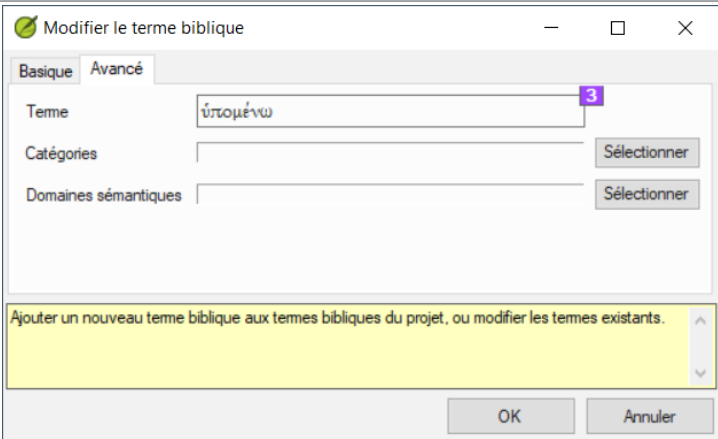 Modifier le terme biblique
Basique Avancé
Terme ὑπομένω 3
Catégories Sélectionner
Domaines sémantiques Sélectionner
Ajouter un nouveau terme biblique aux termes bibliques du projet, ou modifier les termes existants.
OK Annuler